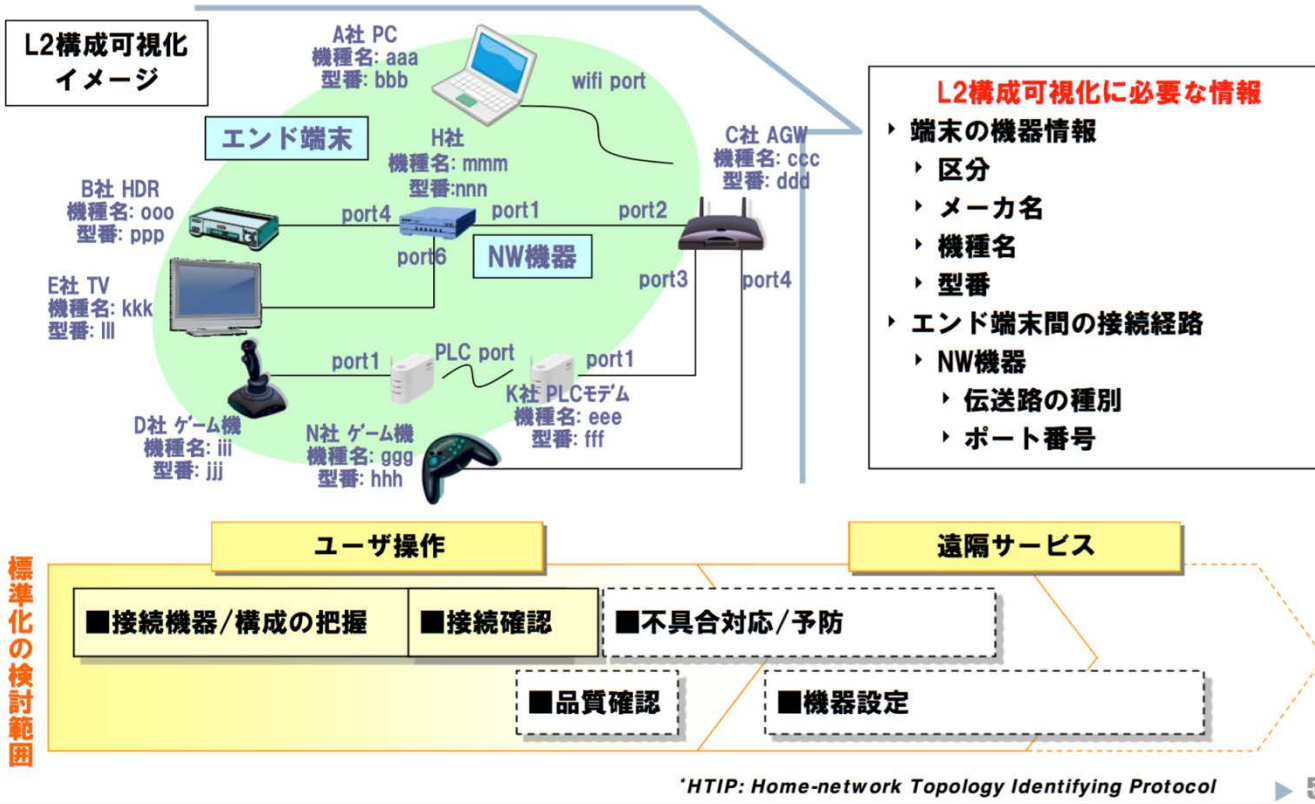 L2構成可視化
イメージ
A社 PC
機種名: aaa
型番: bbb
wifi port
エンド端末
H社
機種名: mmm
型番:nnn
C社 AGW
機種名: ccc
型番: ddd
B社 HDR
機種名: ooo
型番: ppp
port4
port1
port2
port6
NW機器
port3
port4
E社 TV
機種名: kkk
型番: lll
port1
PLC port
port1
K社 PLCモデム
機種名: eee
型番: fff
D社 ゲーム機
機種名: iii
型番: jjj
N社 ゲーム機
機種名: ggg
型番: hhh
L2構成可視化に必要な情報
端末の機器情報
区分
メーカ名
機種名
型番
エンド端末間の接続経路
NW機器
伝送路の種別
ポート番号
標準化の検討範囲
ユーザ操作
遠隔サービス
■接続機器/構成の把握
■接続確認
■不具合対応/予防
■品質確認
■機器設定
*HTIP: Home-network Topology Identifying Protocol
5